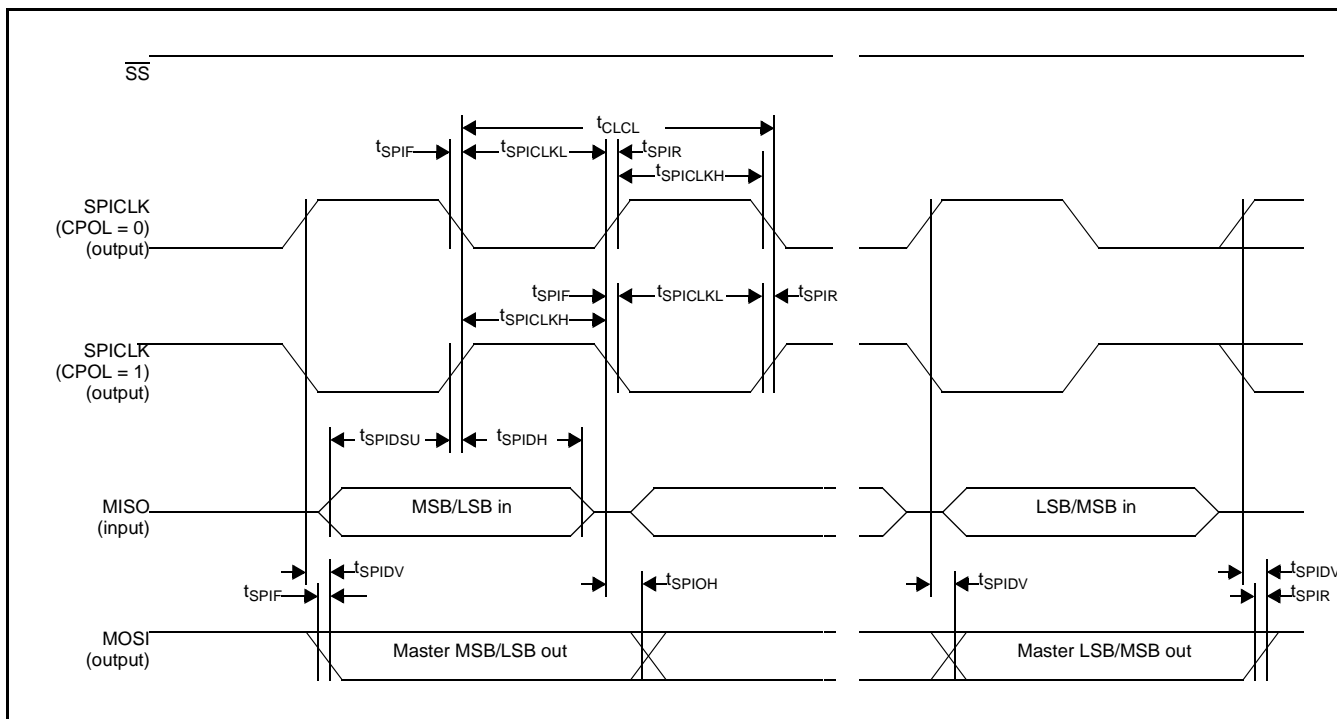 SS
tCLCL
tSPIF
tSPICLKL
tSPIR
tSPICLKH
SPICLK
(CPOL = 0)
(output)
tSPIF
tSPICLKL
tSPIR
tSPICLKH
SPICLK
(CPOL = 1)
(output)
tSPIDSU
tSPIDH
MISO
(input)
MSB/LSB in
LSB/MSB in
tSPIDV
tSPIF
tSPIOH
tSPIDV
tSPIDV
tSPIR
MOSI
(output)
Master MSB/LSB out
Master LSB/MSB out